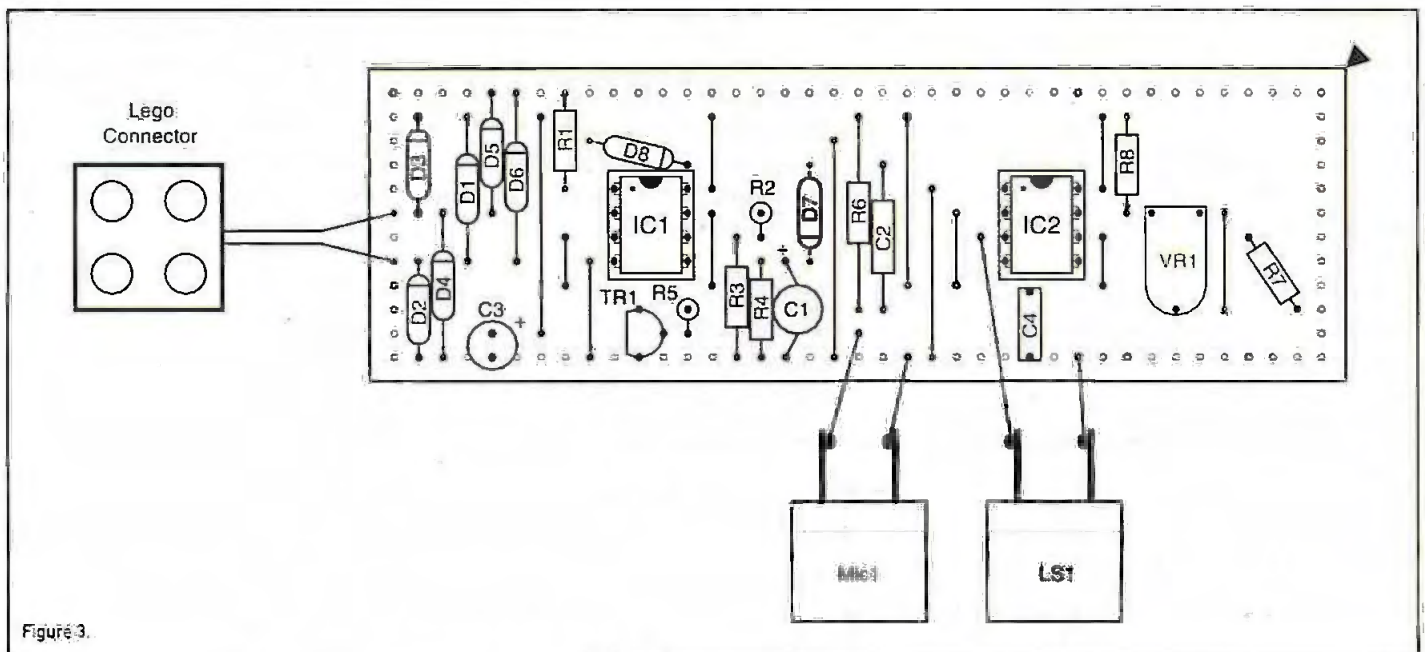 Lego
Connector
D3
D1
D5
D6
R1
D8
IC1
R2
D7
R6
C2
IC2
R8
VR1
R7
D2
D4
C3
+
TR1
R5
R3
R4
+
C1
C4
Mic1
LS1
Figure 3.